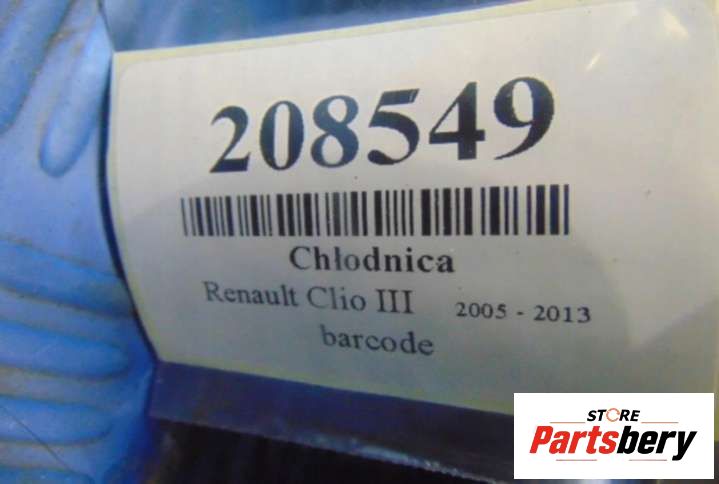 208549
Chłodnica
Renault Clio III 2005 - 2013
barcode
STORE
Partsbery